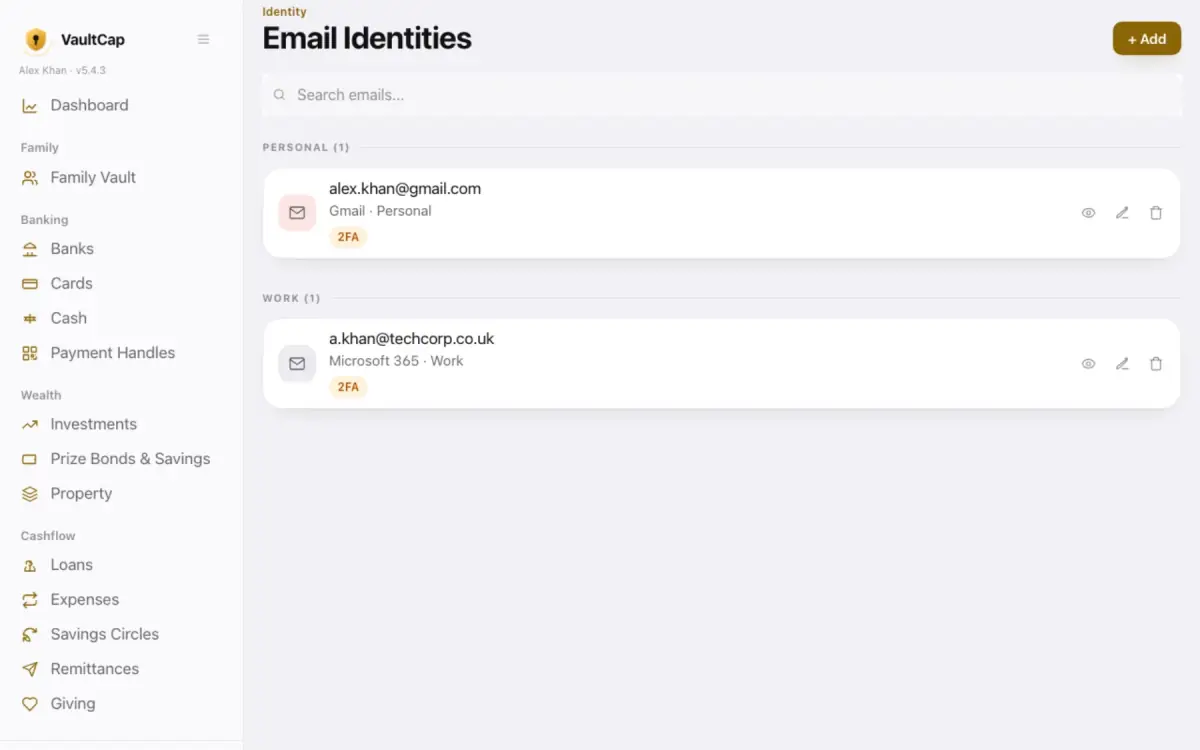 VaultCap
Alex Khan · v5.4.3
Dashboard
Family
Family Vault
Banking
Banks
Cards
Cash
Payment Handles
Wealth
Investments
Prize Bonds & Savings
Property
Cashflow
Loans
Expenses
Savings Circles
Remittances
Giving
Identity
Email Identities
+ Add
Search emails...
PERSONAL (1)
alex.khan@gmail.com
Gmail · Personal
2FA
WORK (1)
a.khan@techcorp.co.uk
Microsoft 365 · Work
2FA